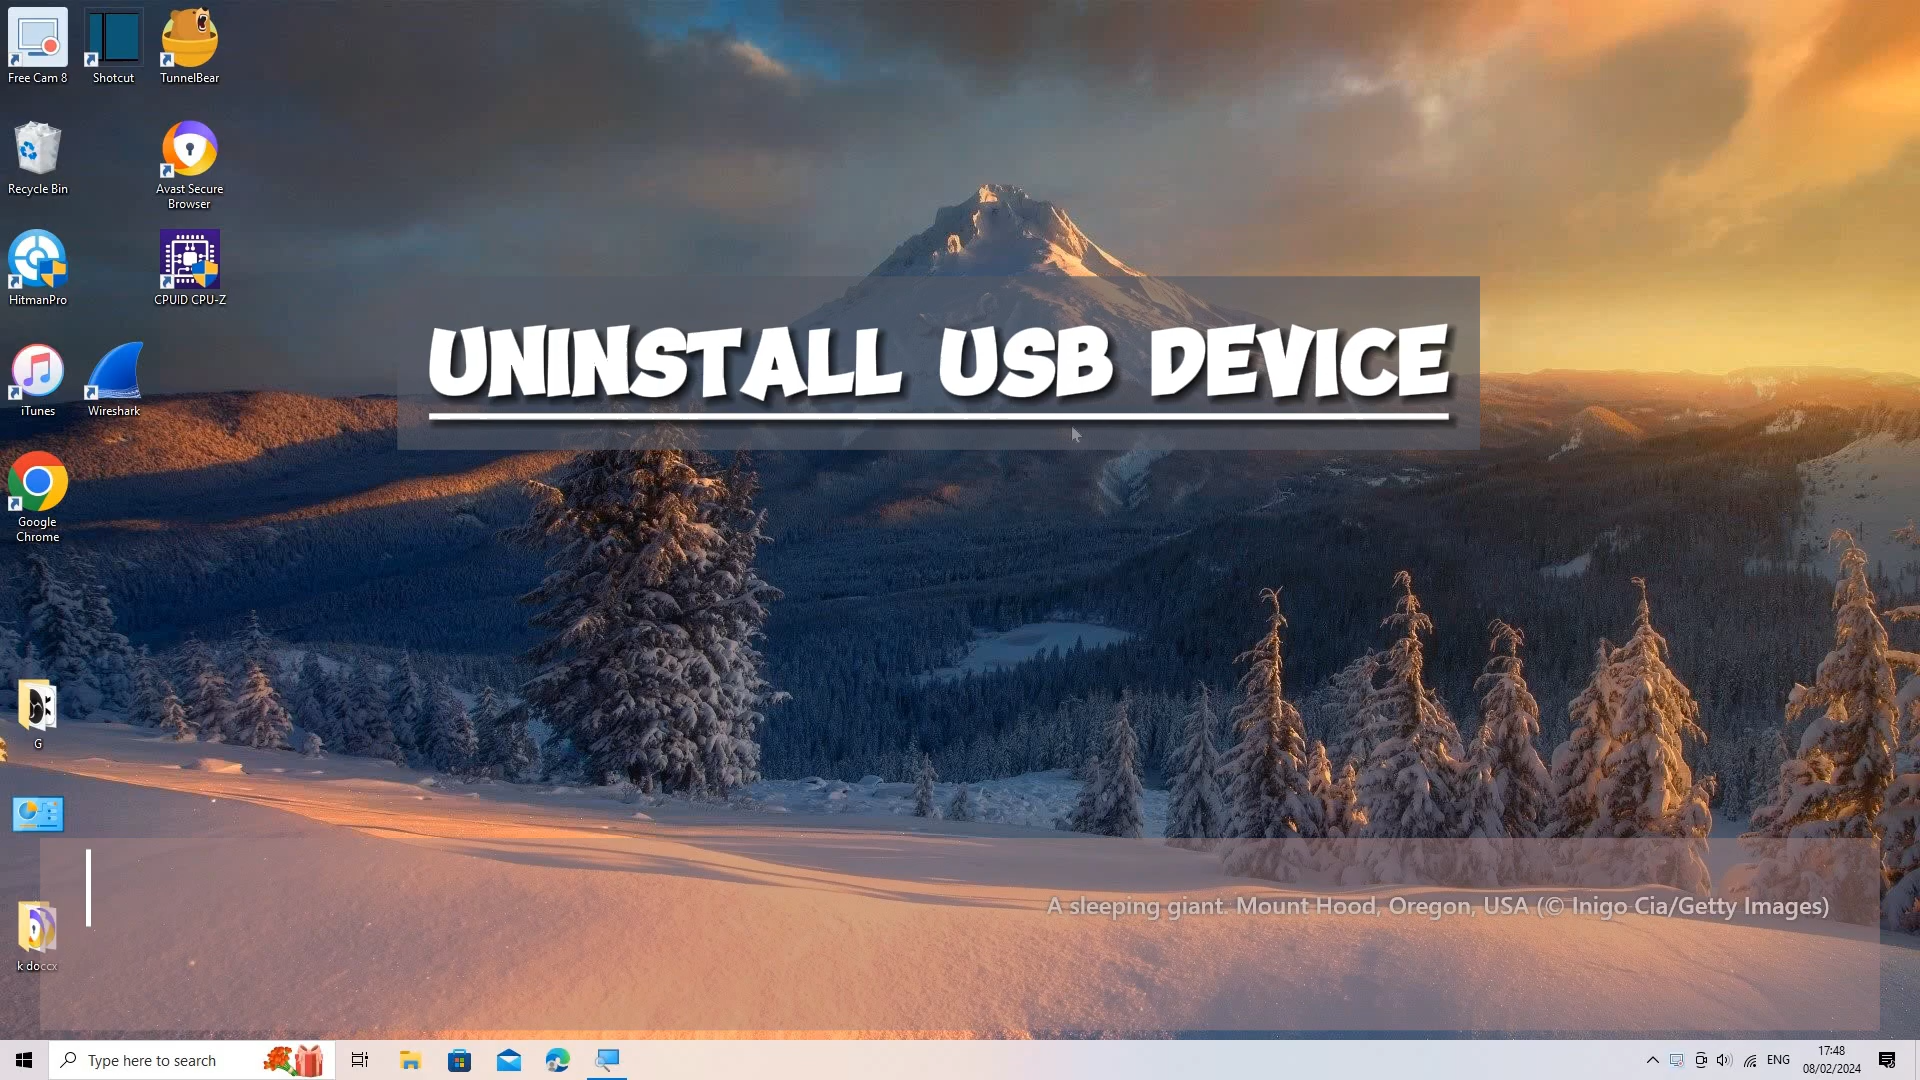 Free Cam 8
Shotcut
TunnelBear
Recycle Bin
Avast Secure
Browser
HitmanPro
CPUID CPU-Z
UNINSTALL USB DEVICE
iTunes
Wireshark
Google
Chrome
G
A sleeping giant. Mount Hood, Oregon, USA (© Inigo Cia/Getty Images)
k doccx
Type here to search
ENG
17:48
08/02/2024